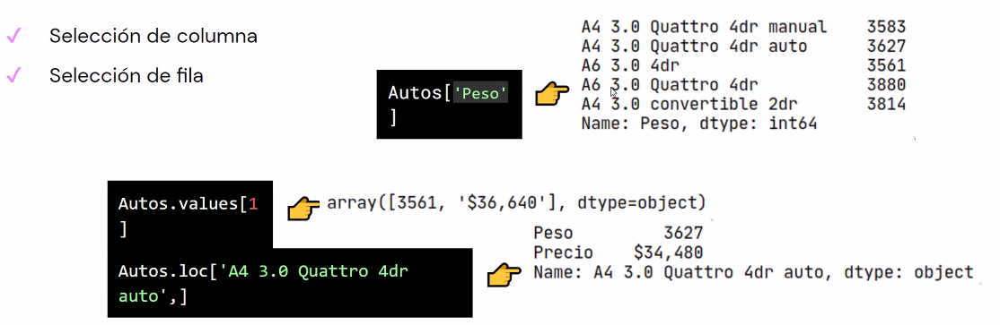 Selección de columna
Selección de fila
Autos['Peso'
]
A4 3.0 Quattro 4dr manual    3583
A4 3.0 Quattro 4dr auto      3627
A6 3.0 4dr                   3561
A6 3.0 Quattro 4dr           3880
A4 3.0 convertible 2dr       3814
Name: Peso, dtype: int64
Autos.values[1
]
array([3561, '$36,640'], dtype=object)
Autos.loc['A4 3.0 Quattro 4dr
auto',]
Peso         3627
Precio    $34,480
Name: A4 3.0 Quattro 4dr auto, dtype: object